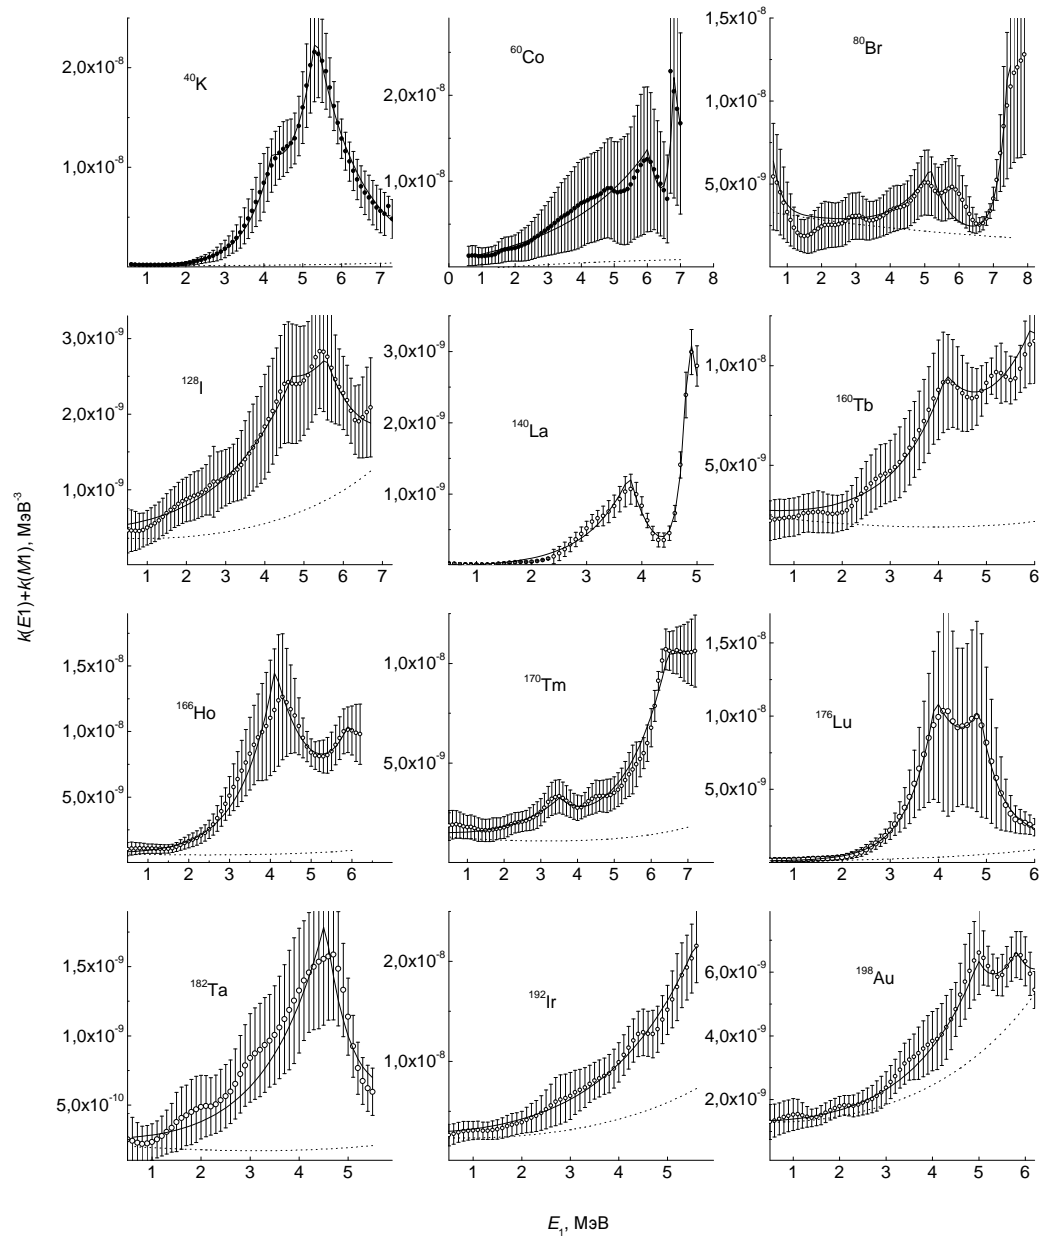 ⁴⁰K
2,0x10⁻⁸
1,0x10⁻⁸
1 2 3 4 5 6 7
⁶⁰Co
2,0x10⁻⁸
1,0x10⁻⁸
0 1 2 3 4 5 6 7 8
⁸⁰Br
1,5x10⁻⁸
1,0x10⁻⁸
5,0x10⁻⁹
1 2 3 4 5 6 7 8
¹²⁸I
3,0x10⁻⁹
2,0x10⁻⁹
1,0x10⁻⁹
1 2 3 4 5 6 7
¹⁴⁰La
3,0x10⁻⁹
2,0x10⁻⁹
1,0x10⁻⁹
1 2 3 4 5
¹⁶⁰Tb
1,0x10⁻⁸
5,0x10⁻⁹
1 2 3 4 5 6
k(E1)+k(M1), МэВ⁻³
¹⁶⁶Ho
1,5x10⁻⁸
1,0x10⁻⁸
5,0x10⁻⁹
1 2 3 4 5 6
¹⁷⁰Tm
1,0x10⁻⁸
5,0x10⁻⁹
1 2 3 4 5 6 7
¹⁷⁶Lu
1,5x10⁻⁸
1,0x10⁻⁸
5,0x10⁻⁹
1 2 3 4 5 6
¹⁸²Ta
1,5x10⁻⁹
1,0x10⁻⁹
5,0x10⁻¹⁰
1 2 3 4 5
¹⁹²Ir
2,0x10⁻⁸
1,0x10⁻⁸
1 2 3 4 5 6
¹⁹⁸Au
6,0x10⁻⁹
4,0x10⁻⁹
2,0x10⁻⁹
1 2 3 4 5 6
E₁, МэВ